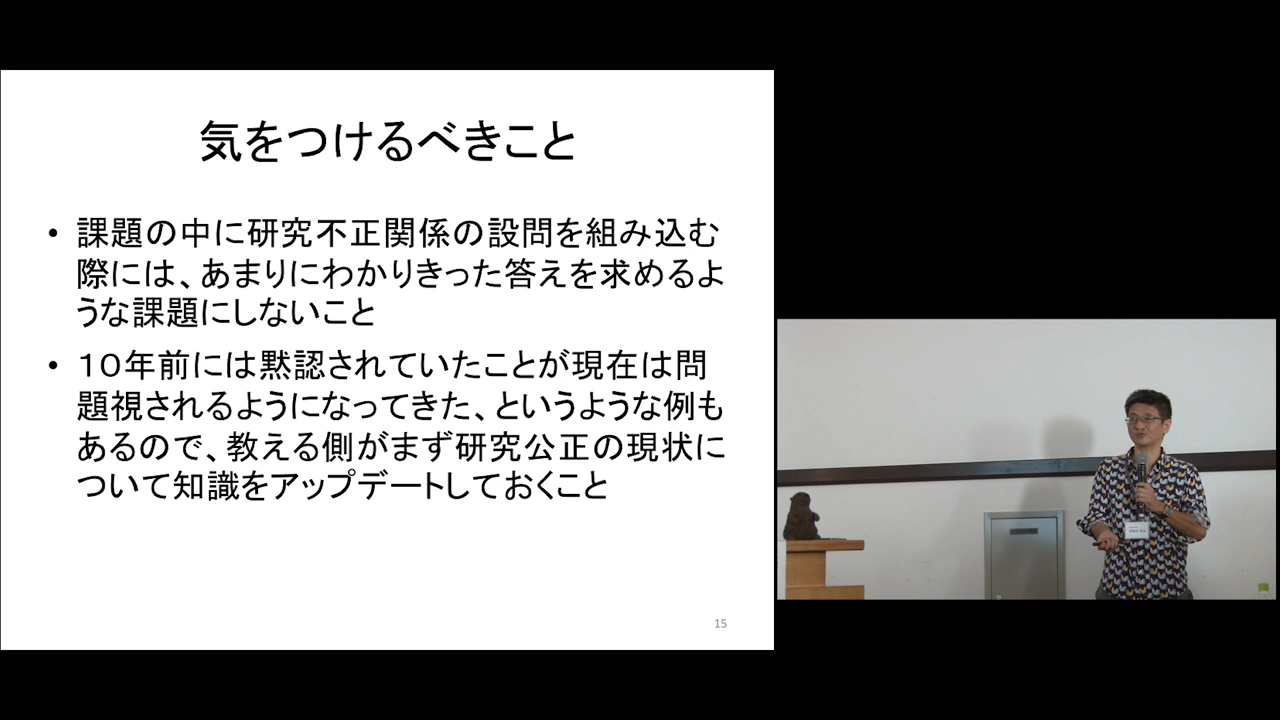 気をつけるべきこと
• 課題の中に研究不正関係の設問を組み込む
際には、あまりにわかりきった答えを求めるよ
うな課題にしないこと
• １０年前には黙認されていたことが現在は問
題視されるようになってきた、というような例も
あるので、教える側がまず研究公正の現状に
ついて知識をアップデートしておくこと
15